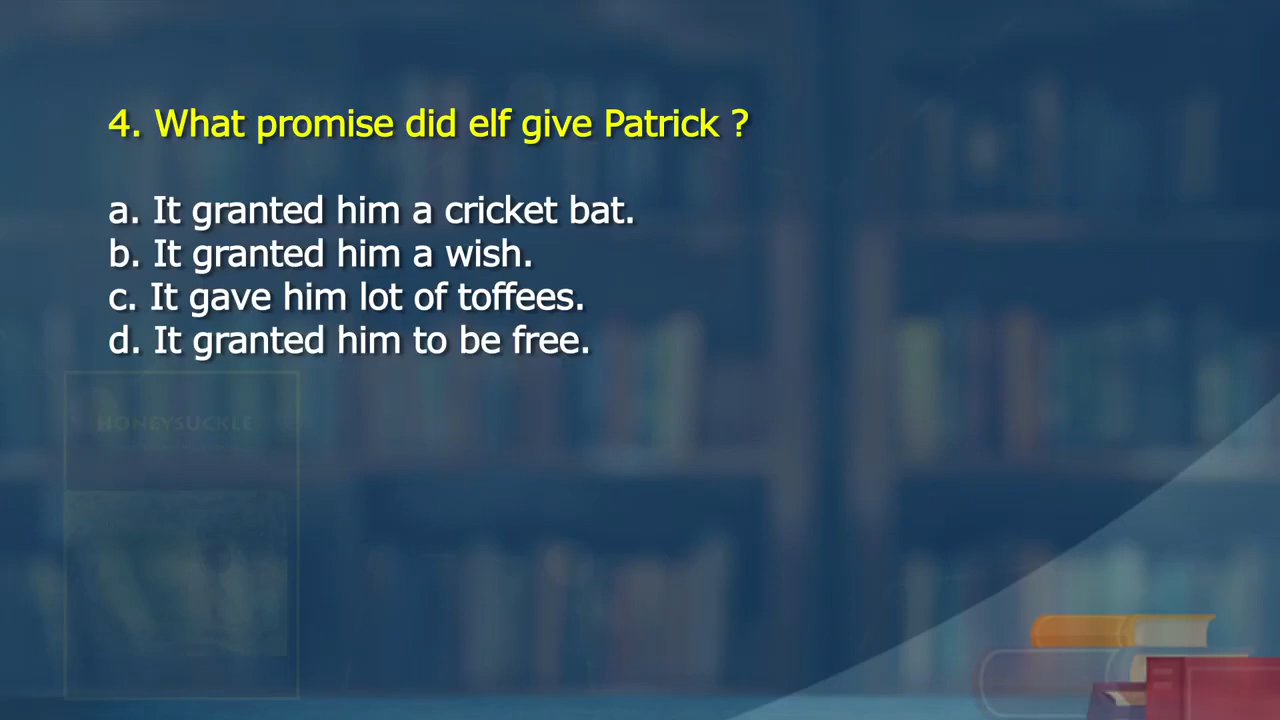 4. What promise did elf give Patrick ?
a. It granted him a cricket bat.
b. It granted him a wish.
c. It gave him lot of toffees.
d. It granted him to be free.
HONEYSUCKLE